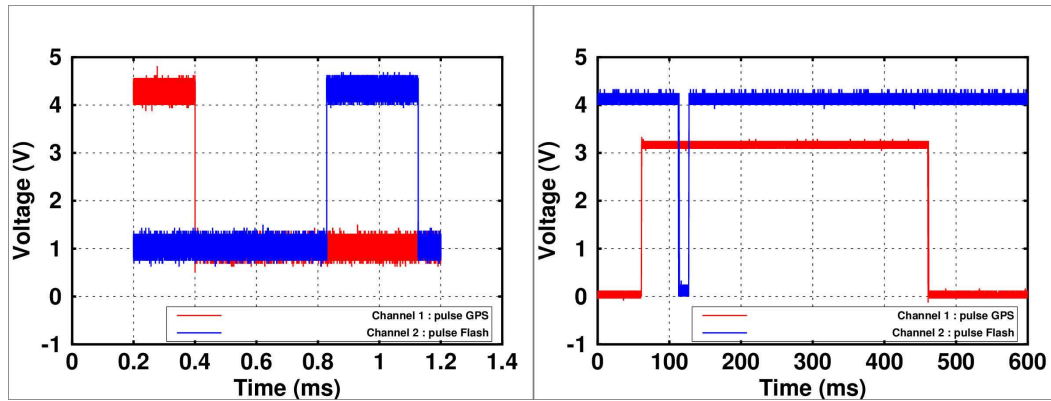 5
4
3
2
1
0
-1
Voltage (V)
0 0.2 0.4 0.6 0.8 1 1.2 1.4
Time (ms)
Channel 1 : pulse GPS
Channel 2 : pulse Flash
5
4
3
2
1
0
-1
Voltage (V)
0 100 200 300 400 500 600
Time (ms)
Channel 1 : pulse GPS
Channel 2 : pulse Flash